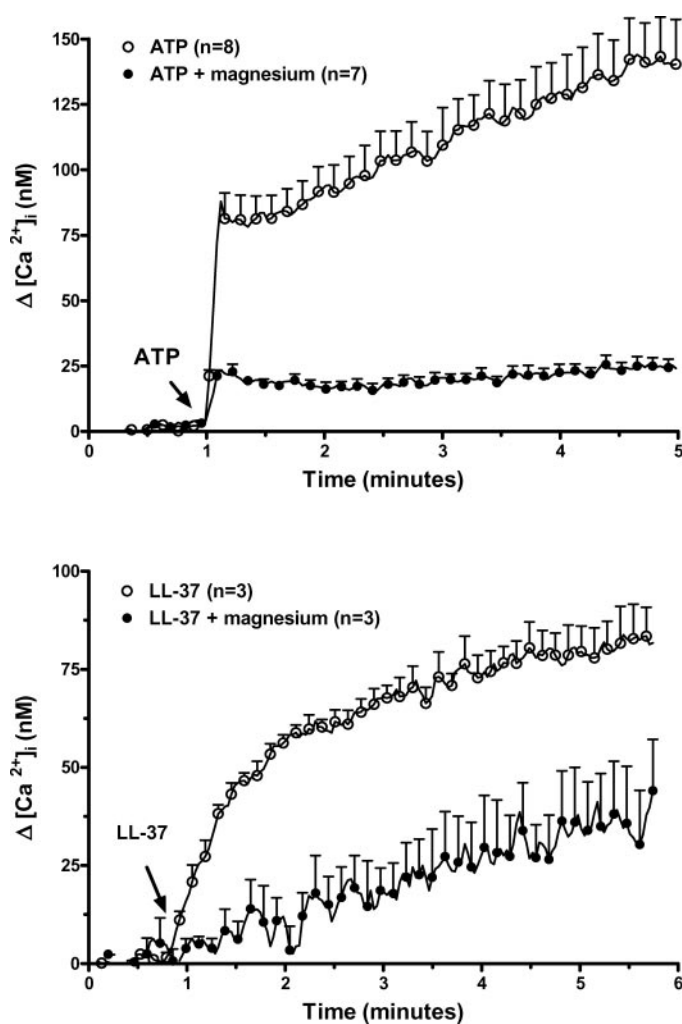 150
125
100
75
50
25
0
Δ [Ca 2+]i (nM)
ATP (n=8)
ATP + magnesium (n=7)
ATP
0 1 2 3 4 5
Time (minutes)
100
75
50
25
0
Δ [Ca 2+]i (nM)
LL-37 (n=3)
LL-37 + magnesium (n=3)
LL-37
0 1 2 3 4 5 6
Time (minutes)